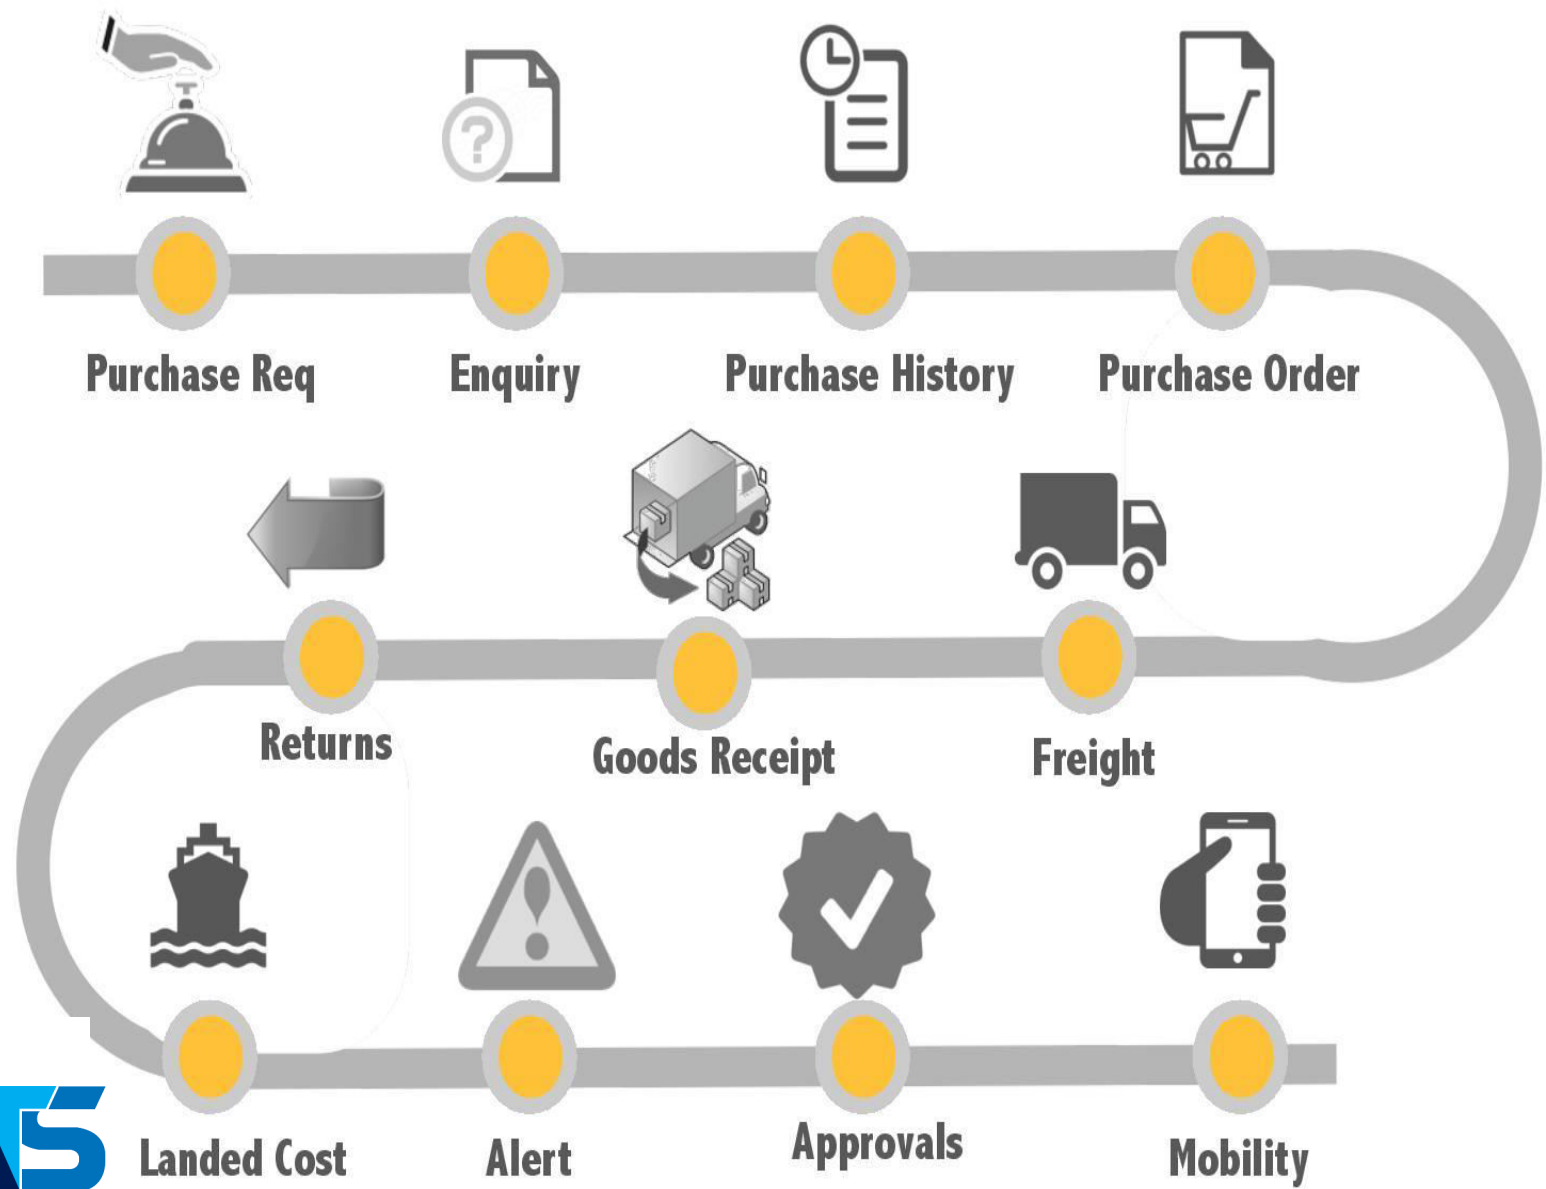 Purchase Req
Enquiry
Purchase History
Purchase Order
Freight
Goods Receipt
Returns
Landed Cost
Alert
Approvals
Mobility